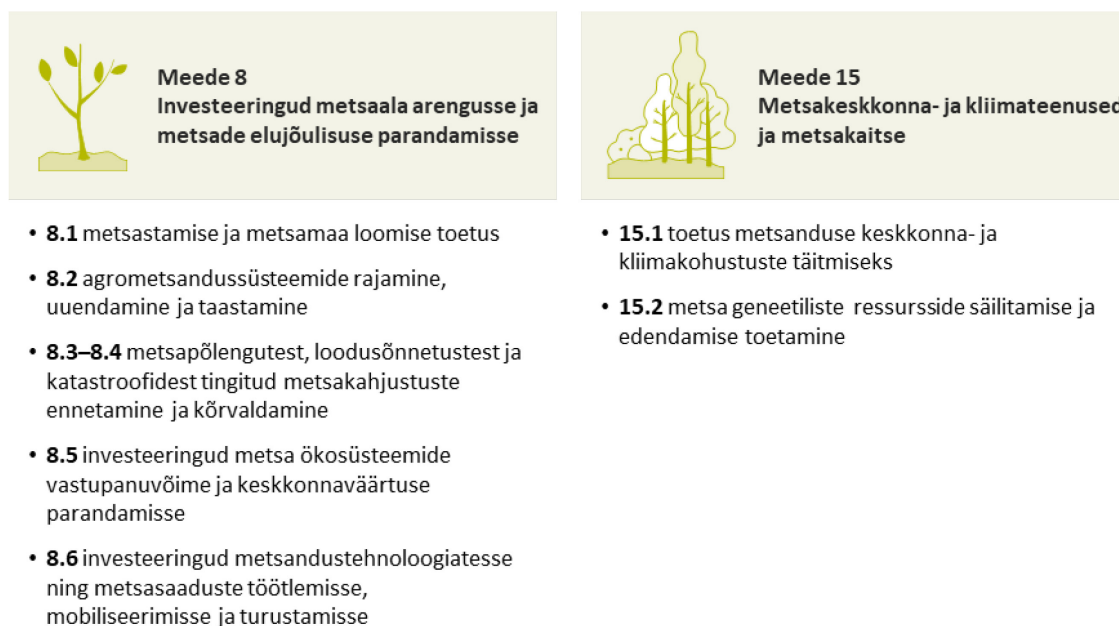 Meede 8
Investeeringud metsaala arengusse ja
metsade elujõulisuse parandamisse
• 8.1 metsastamise ja metsamaa loomise toetus
• 8.2 agrometsandussüsteemide rajamine,
uuendamine ja taastamine
• 8.3–8.4 metsapõlengutest, loodusõnnetustest ja
katastroofidest tingitud metsakahjustuste
ennetamine ja kõrvaldamine
• 8.5 investeeringud metsa ökosüsteemide
vastupanuvõime ja keskkonnaväärtuse
parandamisse
• 8.6 investeeringud metsandustehnoloogiatesse
ning metsasaaduste töötlemisse,
mobiliseerimisse ja turustamisse
Meede 15
Metsakeskkonna- ja kliimateenused
ja metsakaitse
• 15.1 toetus metsanduse keskkonna- ja
kliimakohustuste täitmiseks
• 15.2 metsa geneetiliste ressursside säilitamise ja
edendamise toetamine